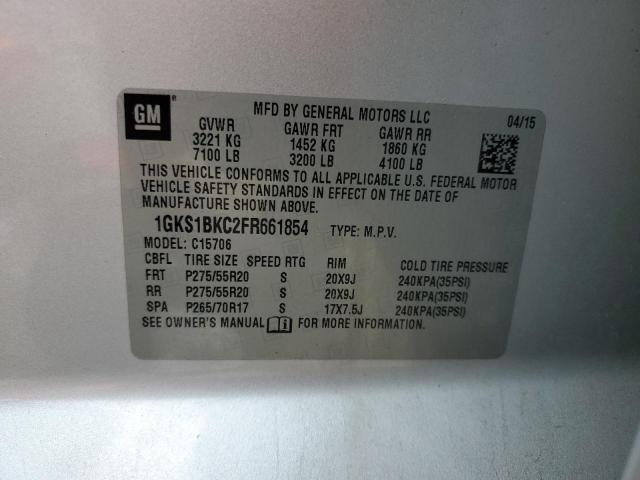 GM ®
MFD BY GENERAL MOTORS LLC
04/15
GVWR GAWR FRT GAWR RR
3221 KG 1452 KG 1860 KG
7100 LB 3200 LB 4100 LB
THIS VEHICLE CONFORMS TO ALL APPLICABLE U.S. FEDERAL MOTOR
VEHICLE SAFETY STANDARDS IN EFFECT ON THE DATE OF
MANUFACTURE SHOWN ABOVE.
1GKS1BKC2FR661854 TYPE: M.P.V.
MODEL: C15706
CBFL TIRE SIZE SPEED RTG RIM COLD TIRE PRESSURE
FRT P275/55R20 S 20X9J 240KPA(35PSI)
RR P275/55R20 S 20X9J 240KPA(35PSI)
SPA P265/70R17 S 17X7.5J 240KPA(35PSI)
SEE OWNER'S MANUAL FOR MORE INFORMATION.